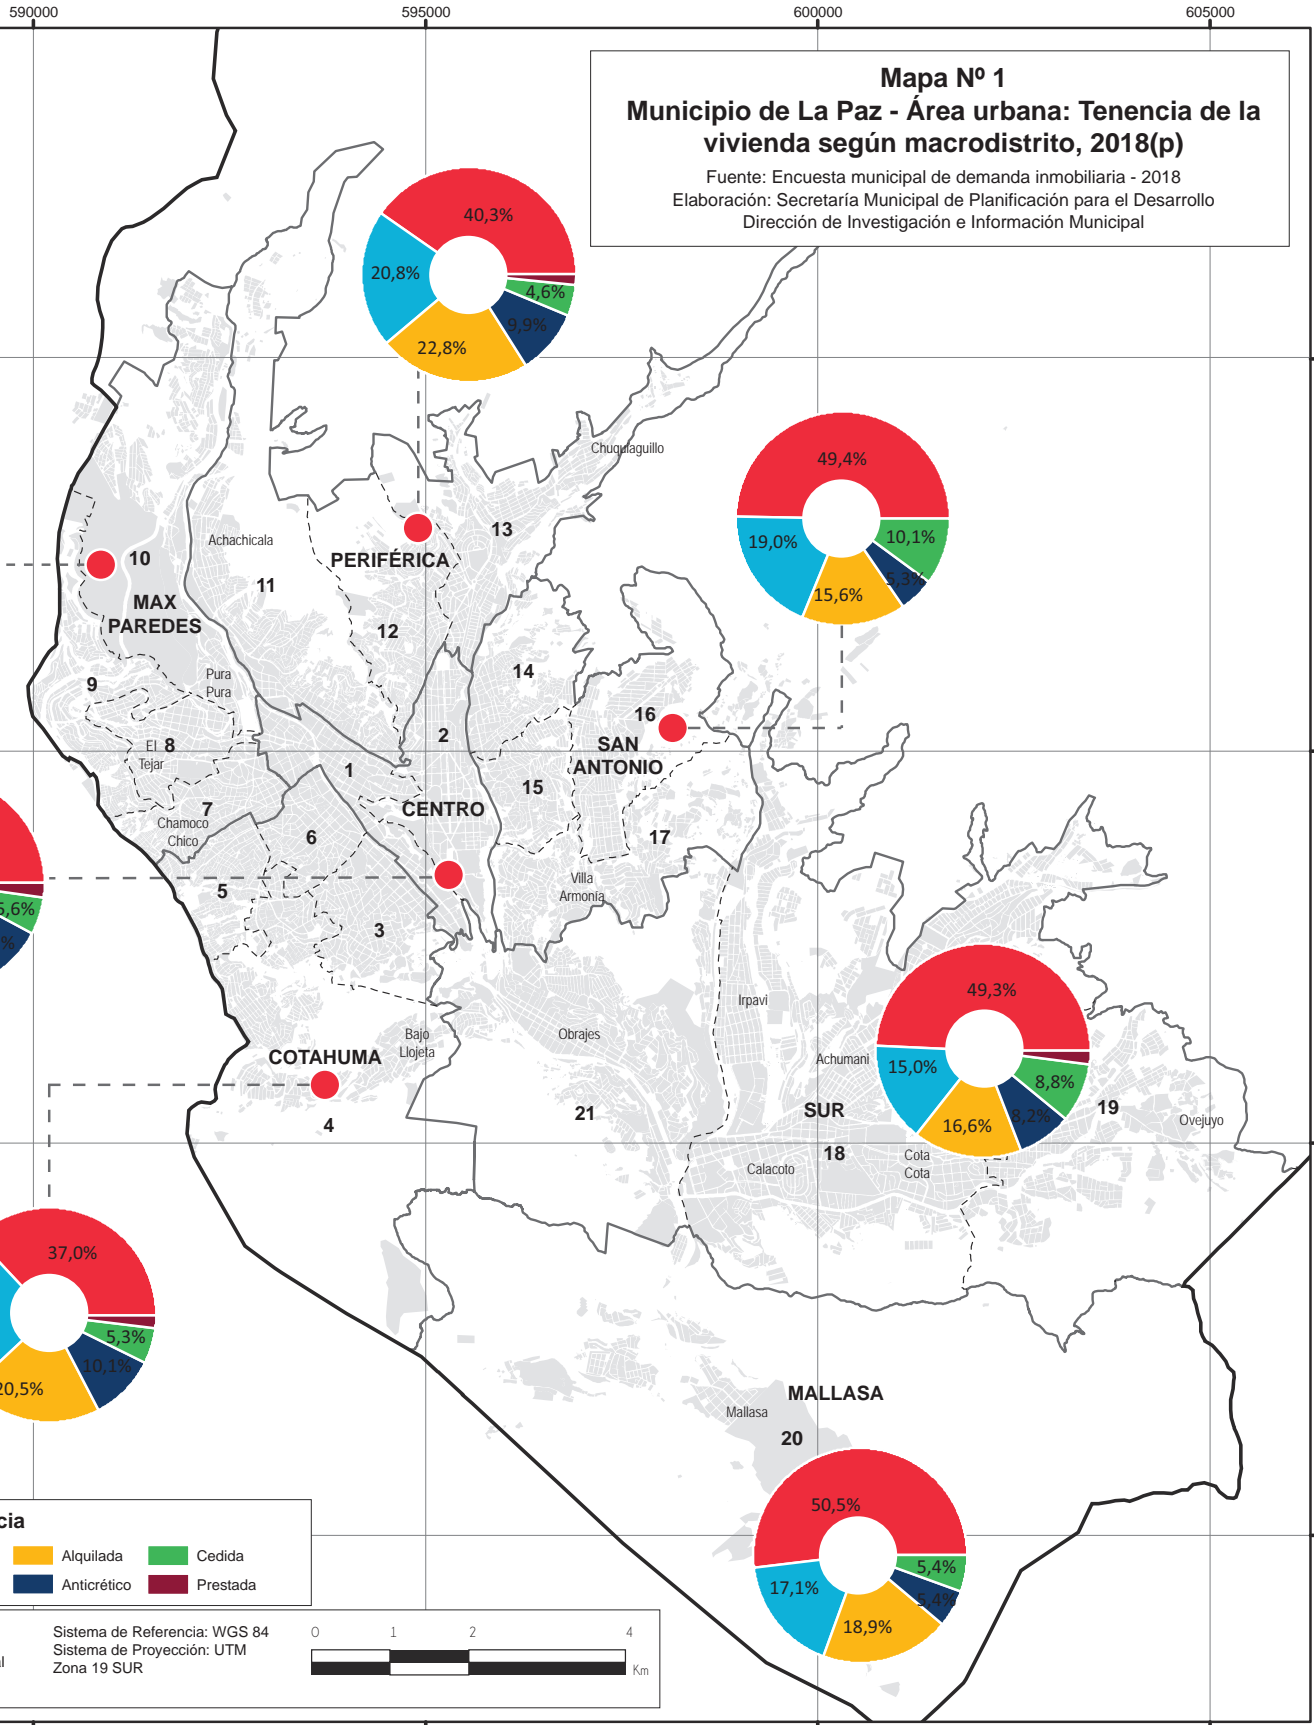 590000
595000
600000
605000
Mapa Nº 1
Municipio de La Paz - Área urbana: Tenencia de la
vivienda según macrodistrito, 2018(p)
Fuente: Encuesta municipal de demanda inmobiliaria - 2018
Elaboración: Secretaría Municipal de Planificación para el Desarrollo
Dirección de Investigación e Información Municipal
40,3%
20,8%
4,6%
9,9%
22,8%
Chuquiaguillo
49,4%
19,0%
10,1%
5,3%
15,6%
13
Achachicala
10
PERIFÉRICA
11
MAX
PAREDES
12
14
Pura
Pura
9
16
2
8
El
Tejar
SAN
ANTONIO
1
15
7
CENTRO
Chamoco
Chico
6
17
5
Villa
Armonía
5,6%
%
3
49,3%
15,0%
8,8%
8,2%
16,6%
Irpavi
Obrajes
Bajo
Llojeta
COTAHUMA
Achumani
SUR
19
21
Ovejuyo
4
18
Cota
Cota
Calacoto
37,0%
5,3%
10,1%
20,5%
MALLASA
Mallasa
20
50,5%
17,1%
5,4%
5,4%
18,9%
cia
Alquilada
Cedida
Anticrético
Prestada
Sistema de Referencia: WGS 84
Sistema de Proyección: UTM
Zona 19 SUR
al
0 1 2 4
Km